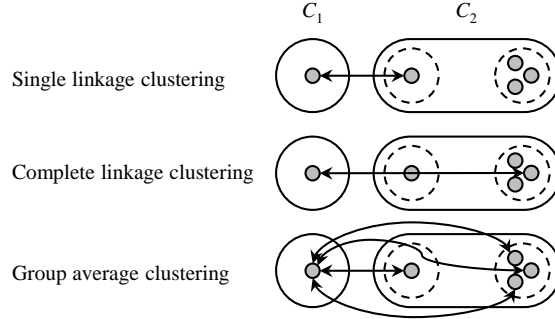 C1 C2
Single linkage clustering
Complete linkage clustering
Group average clustering